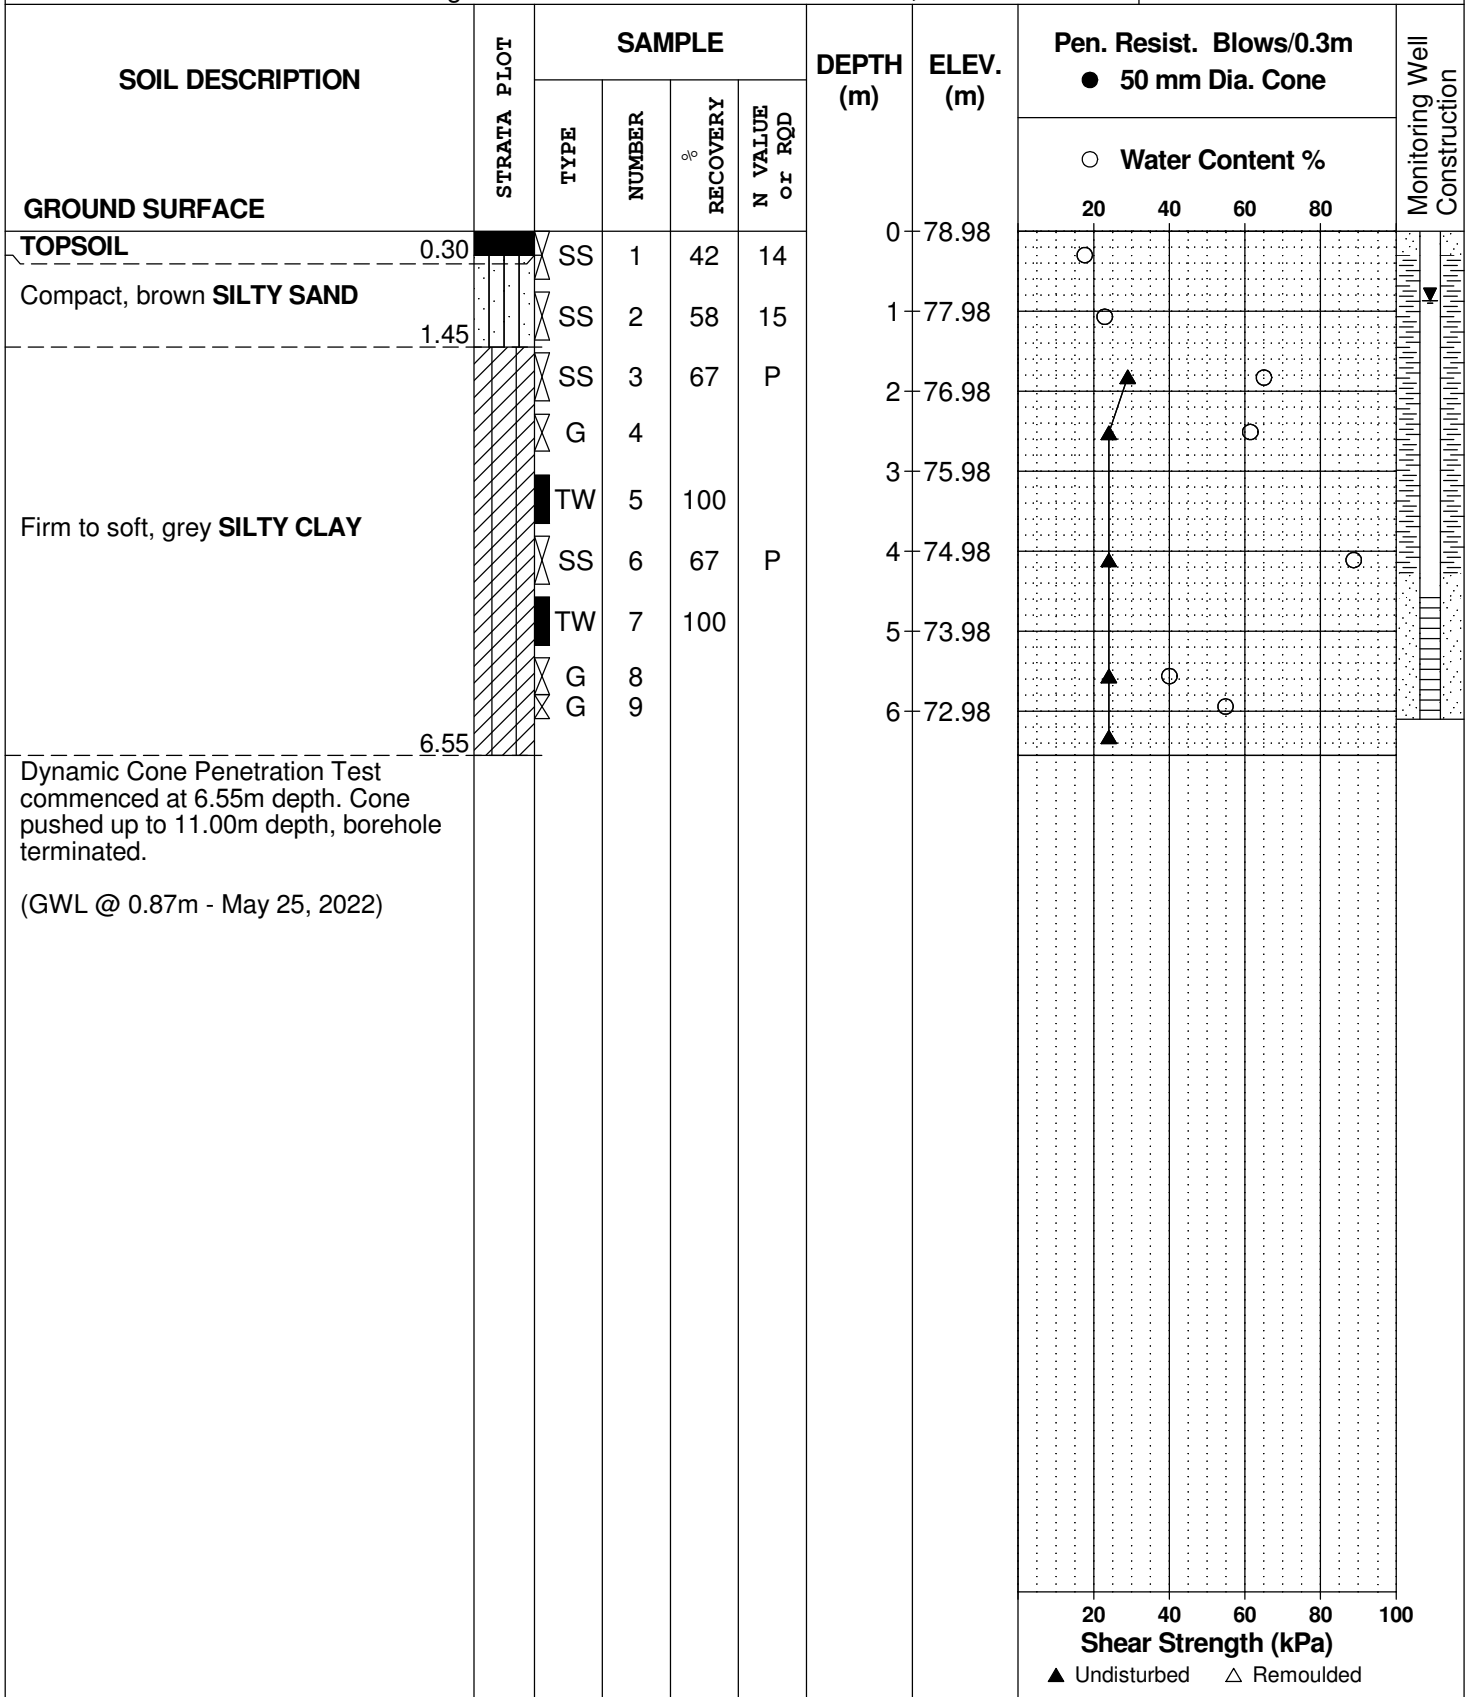 SOIL DESCRIPTION
GROUND SURFACE
STRATA PLOT
SAMPLE
TYPE
NUMBER
% RECOVERY
N VALUE or RQD
DEPTH (m)
ELEV. (m)
Pen. Resist. Blows/0.3m
● 50 mm Dia. Cone
○ Water Content %
20 40 60 80
Monitoring Well Construction
0 78.98
TOPSOIL 0.30
SS 1 42 14
Compact, brown SILTY SAND
1.45
SS 2 58 15
1 77.98
SS 3 67 P
2 76.98
G 4
3 75.98
TW 5 100
Firm to soft, grey SILTY CLAY
4 74.98
SS 6 67 P
TW 7 100
5 73.98
G 8
G 9
6 72.98
6.55
Dynamic Cone Penetration Test
commenced at 6.55m depth. Cone
pushed up to 11.00m depth, borehole
terminated.
(GWL @ 0.87m - May 25, 2022)
20 40 60 80 100
Shear Strength (kPa)
▲ Undisturbed △ Remoulded